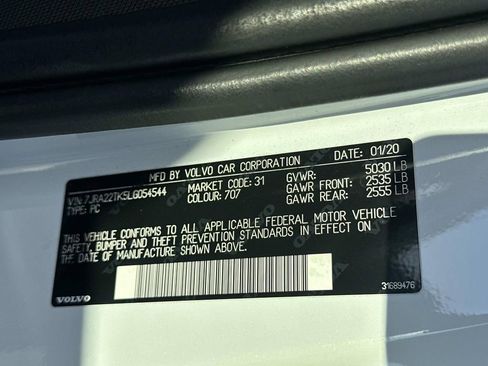 MFD BY VOLVO CAR CORPORATION DATE: 01/20
VIN: 7JRA22TK5LG054544 MARKET CODE: 31 GVWR: 5030 LB
TYPE: PC COLOUR: 707 GAWR FRONT: 2535 LB
GAWR REAR: 2555 LB
THIS VEHICLE CONFORMS TO ALL APPLICABLE FEDERAL MOTOR VEHICLE
SAFETY, BUMPER AND THEFT PREVENTION STANDARDS IN EFFECT ON
THE DATE OF MANUFACTURE SHOWN ABOVE.
VOLVO 31689476